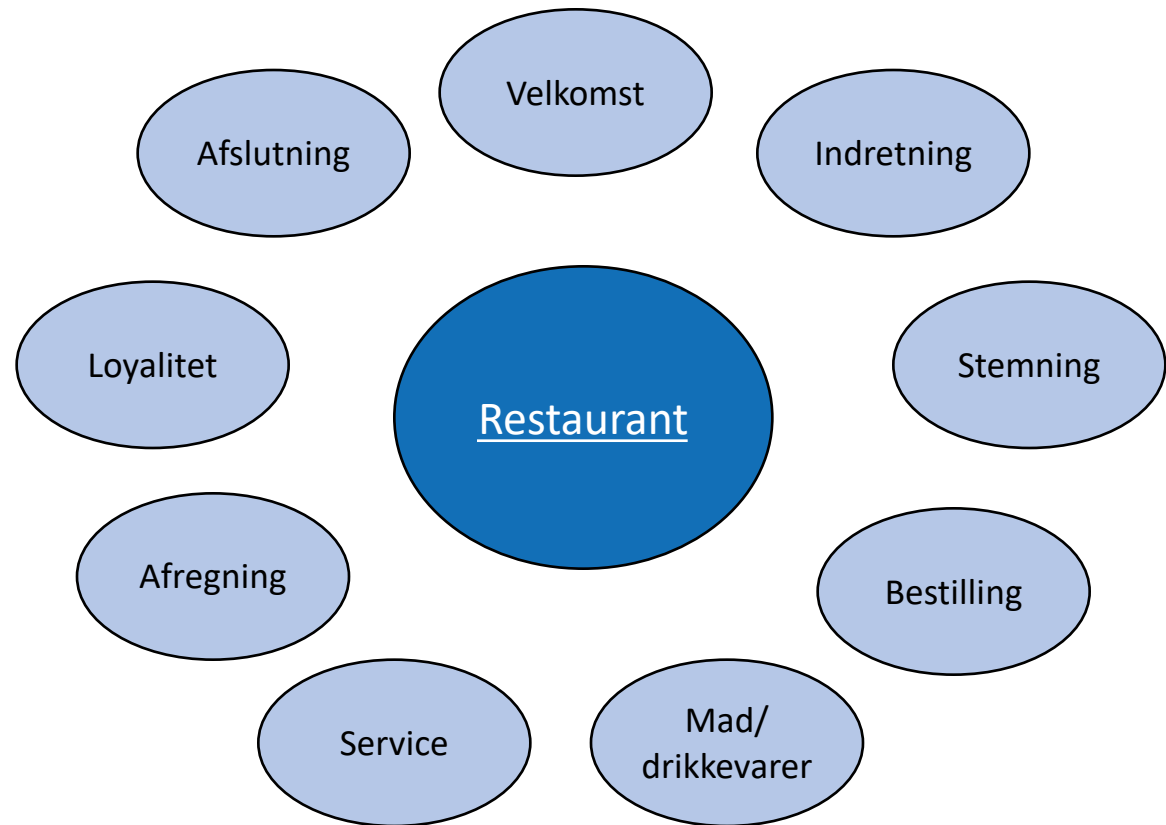 Velkomst
Afslutning
Indretning
Loyalitet
Stemning
Restaurant
Afregning
Bestilling
Service
Mad/
drikkevarer